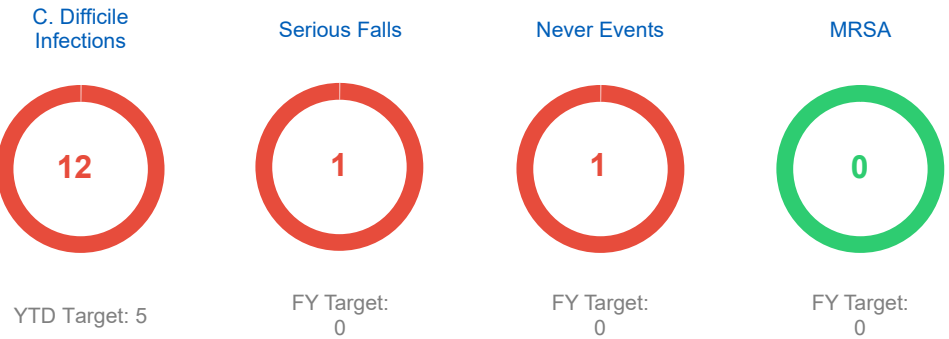 C. Difficile
Infections
Serious Falls
Never Events
MRSA
12
1
1
0
YTD Target: 5
FY Target:
0
FY Target:
0
FY Target:
0